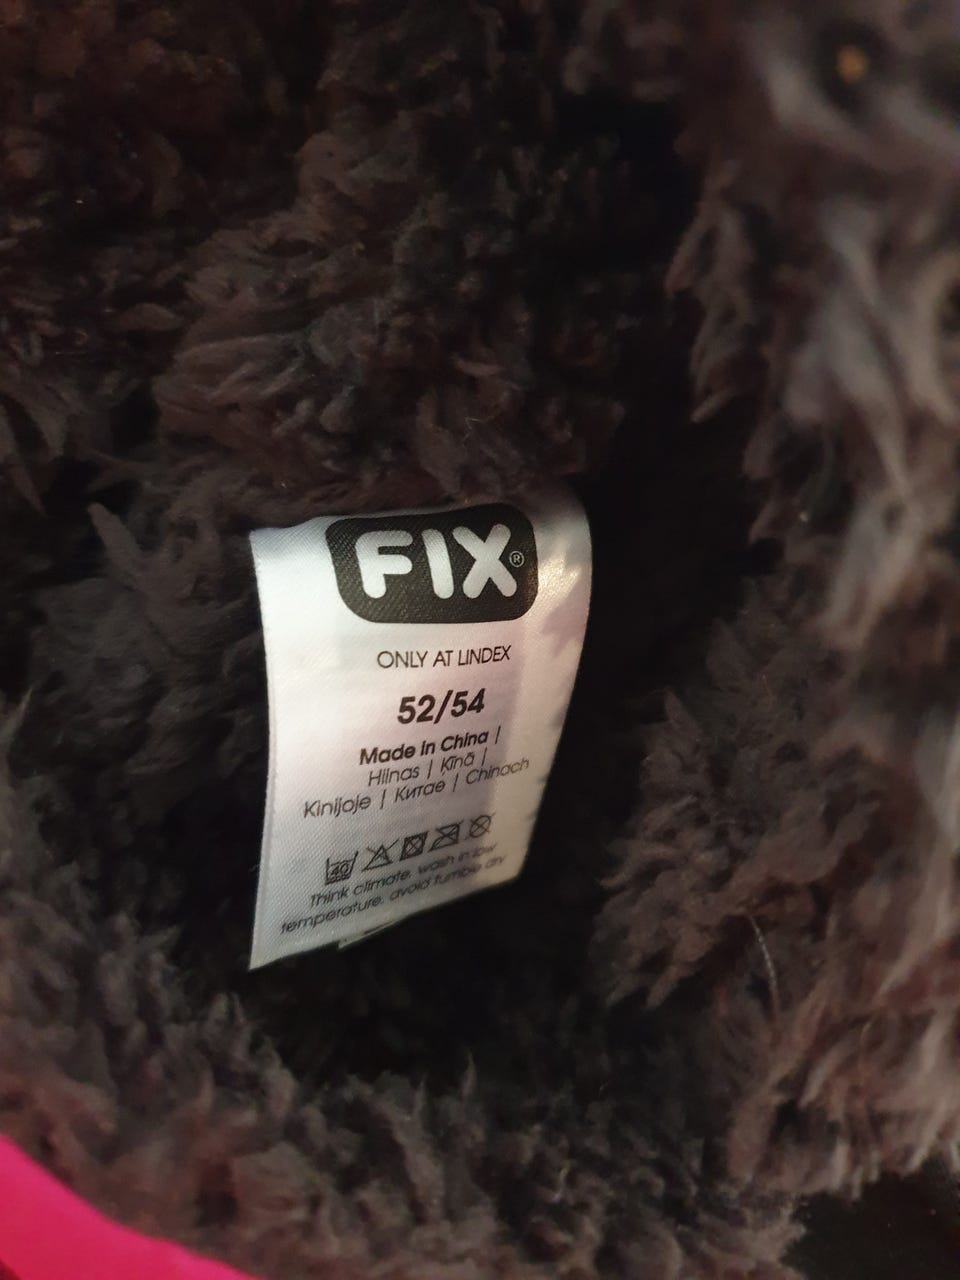 FIX®
ONLY AT LINDEX
52/54
Made in China |
Hiinas | Ķīnā |
Kinijoje | Китае | Chinach
40
Think climate, wash in low
temperature, avoid tumble dry